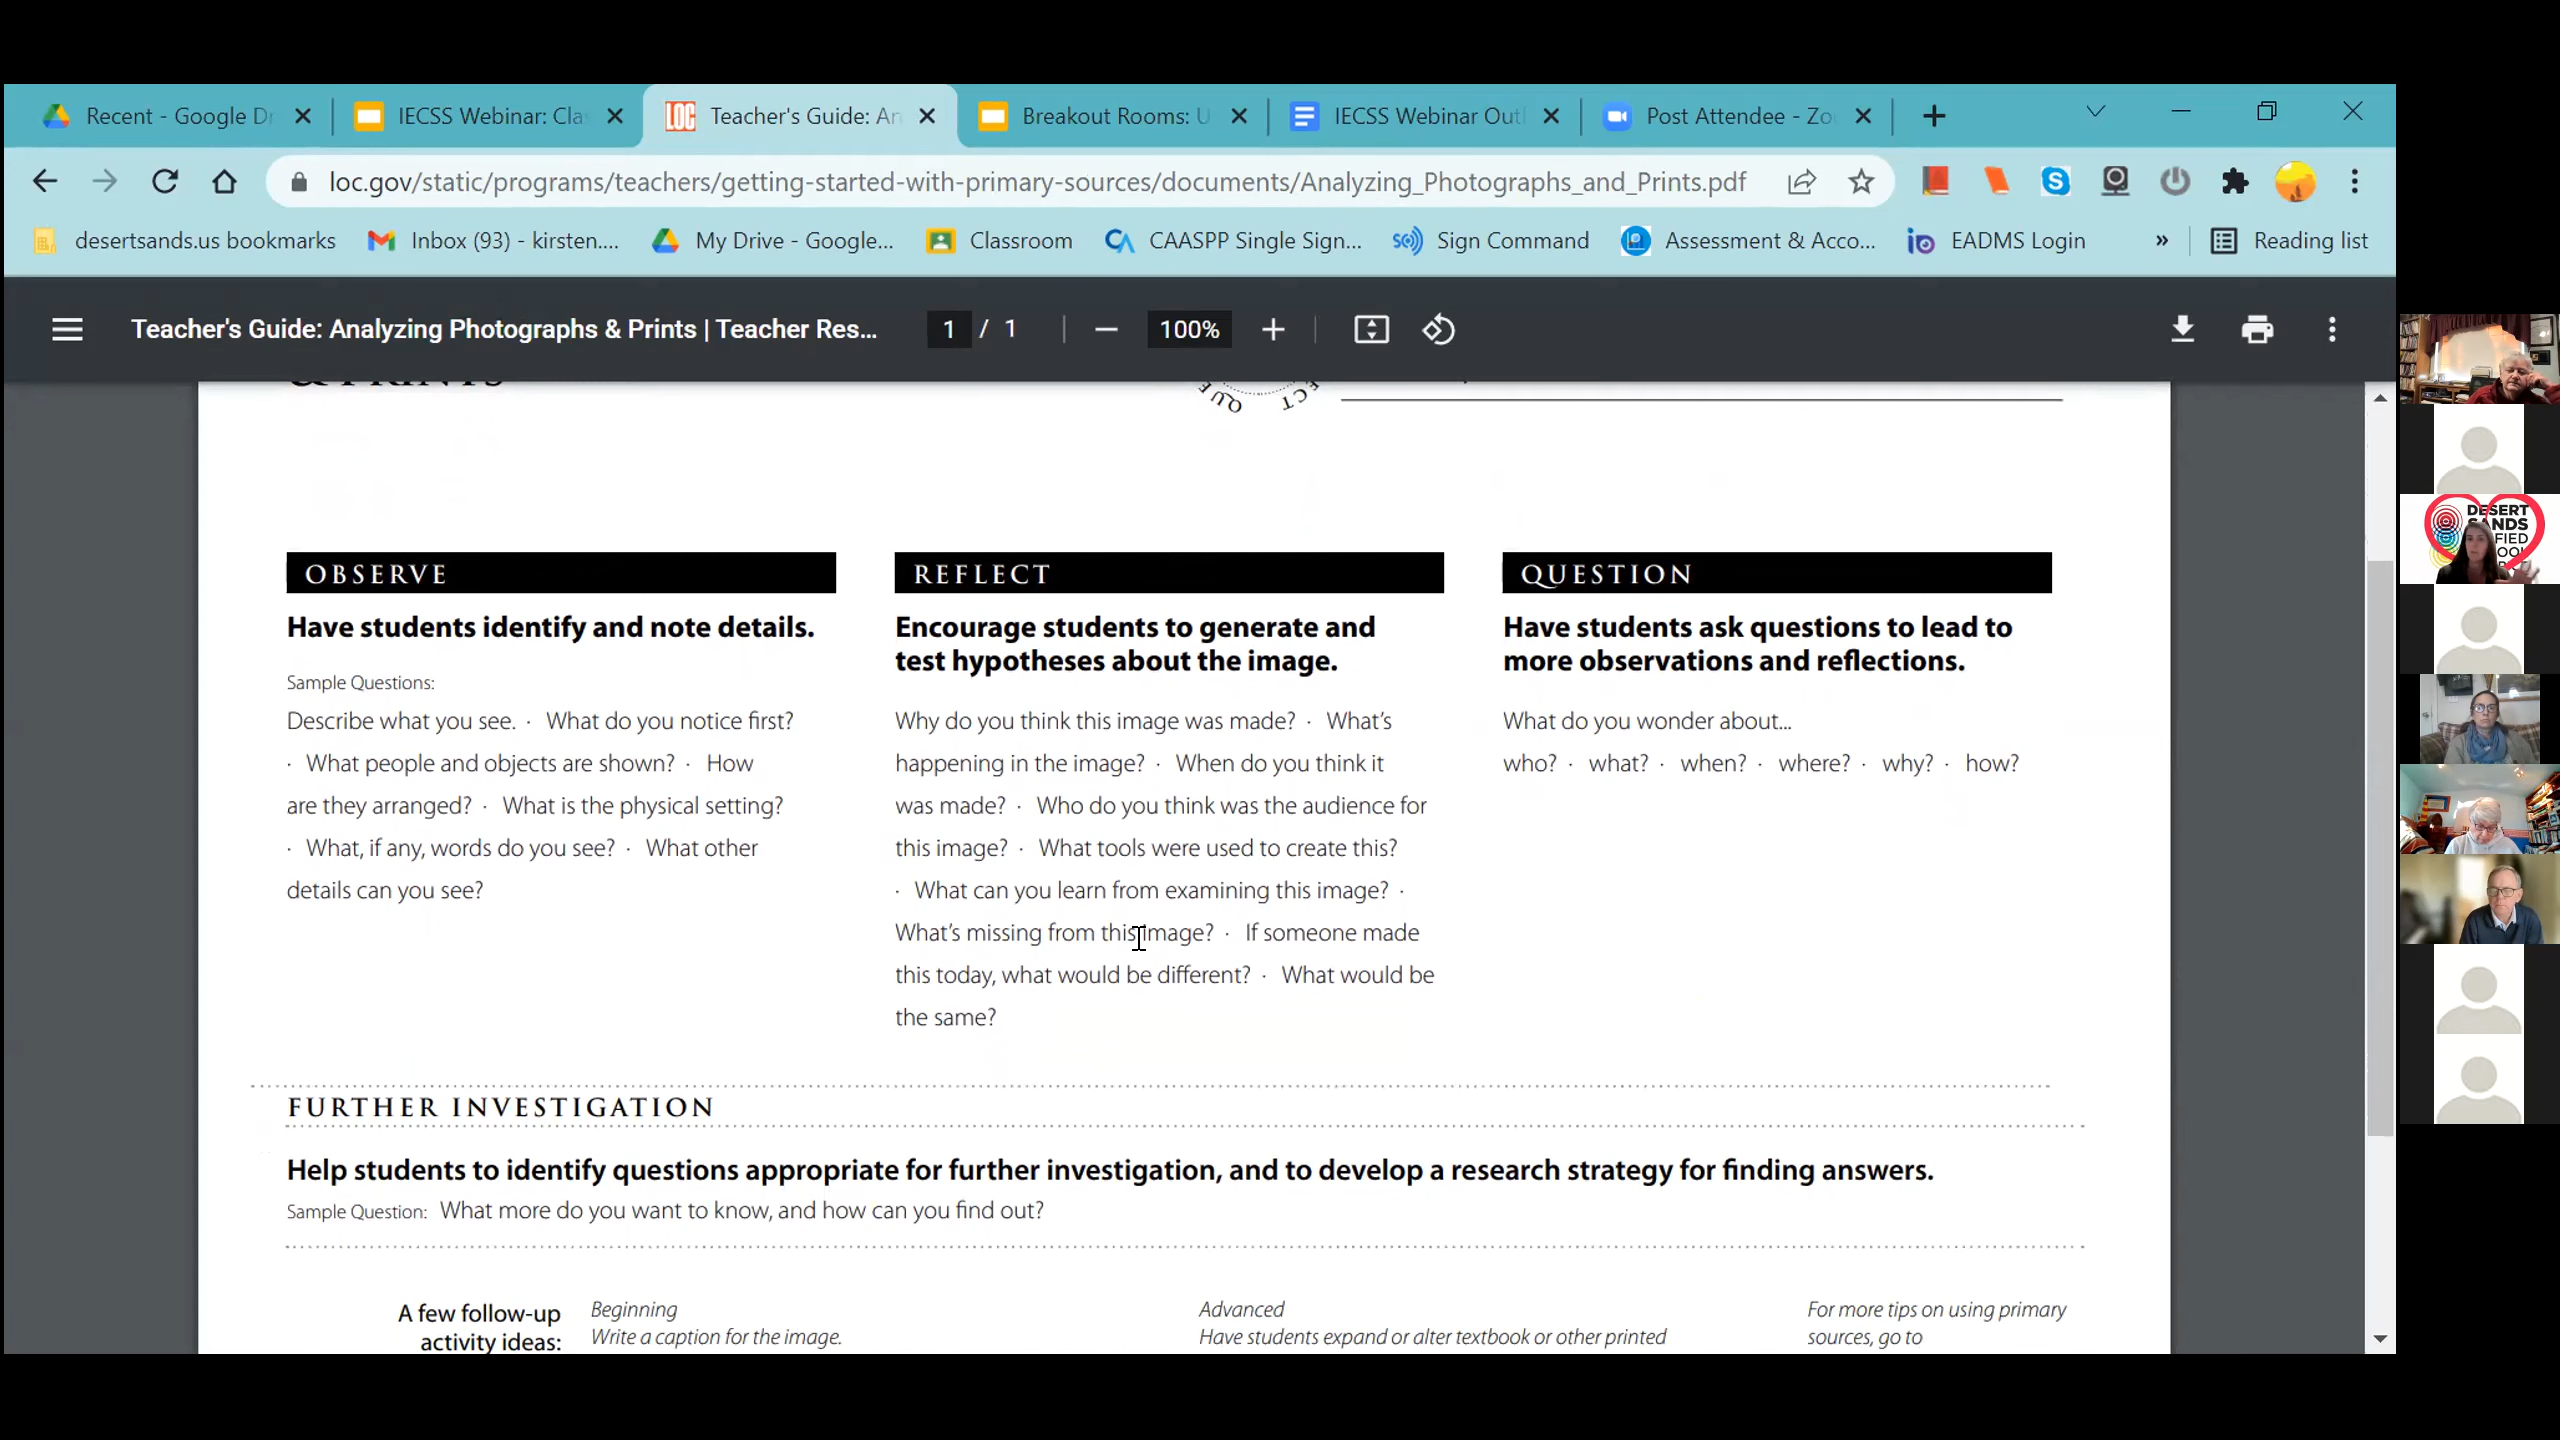 Recent - Google Dr
IECSS Webinar: Cla
LOC
Teacher's Guide: An
Breakout Rooms: U
IECSS Webinar Outl
Post Attendee - Zo
loc.gov/static/programs/teachers/getting-started-with-primary-sources/documents/Analyzing_Photographs_and_Prints.pdf
desertsands.us bookmarks
Inbox (93) - kirsten....
My Drive - Google...
Classroom
CAASPP Single Sign...
Sign Command
Assessment & Acco...
EADMS Login
»
Reading list
Teacher's Guide: Analyzing Photographs & Prints | Teacher Res...
1 / 1
100%
& PRINTS
QUE
ECT
OBSERVE
Have students identify and note details.
Sample Questions:
Describe what you see. · What do you notice first?
· What people and objects are shown? · How
are they arranged? · What is the physical setting?
· What, if any, words do you see? · What other
details can you see?
REFLECT
Encourage students to generate and
test hypotheses about the image.
Why do you think this image was made? · What's
happening in the image? · When do you think it
was made? · Who do you think was the audience for
this image? · What tools were used to create this?
· What can you learn from examining this image? ·
What's missing from this image? · If someone made
this today, what would be different? · What would be
the same?
QUESTION
Have students ask questions to lead to
more observations and reflections.
What do you wonder about...
who? · what? · when? · where? · why? · how?
FURTHER INVESTIGATION
Help students to identify questions appropriate for further investigation, and to develop a research strategy for finding answers.
Sample Question: What more do you want to know, and how can you find out?
A few follow-up
activity ideas:
Beginning
Write a caption for the image.
Advanced
Have students expand or alter textbook or other printed
For more tips on using primary
sources, go to
DESERT
SANDS